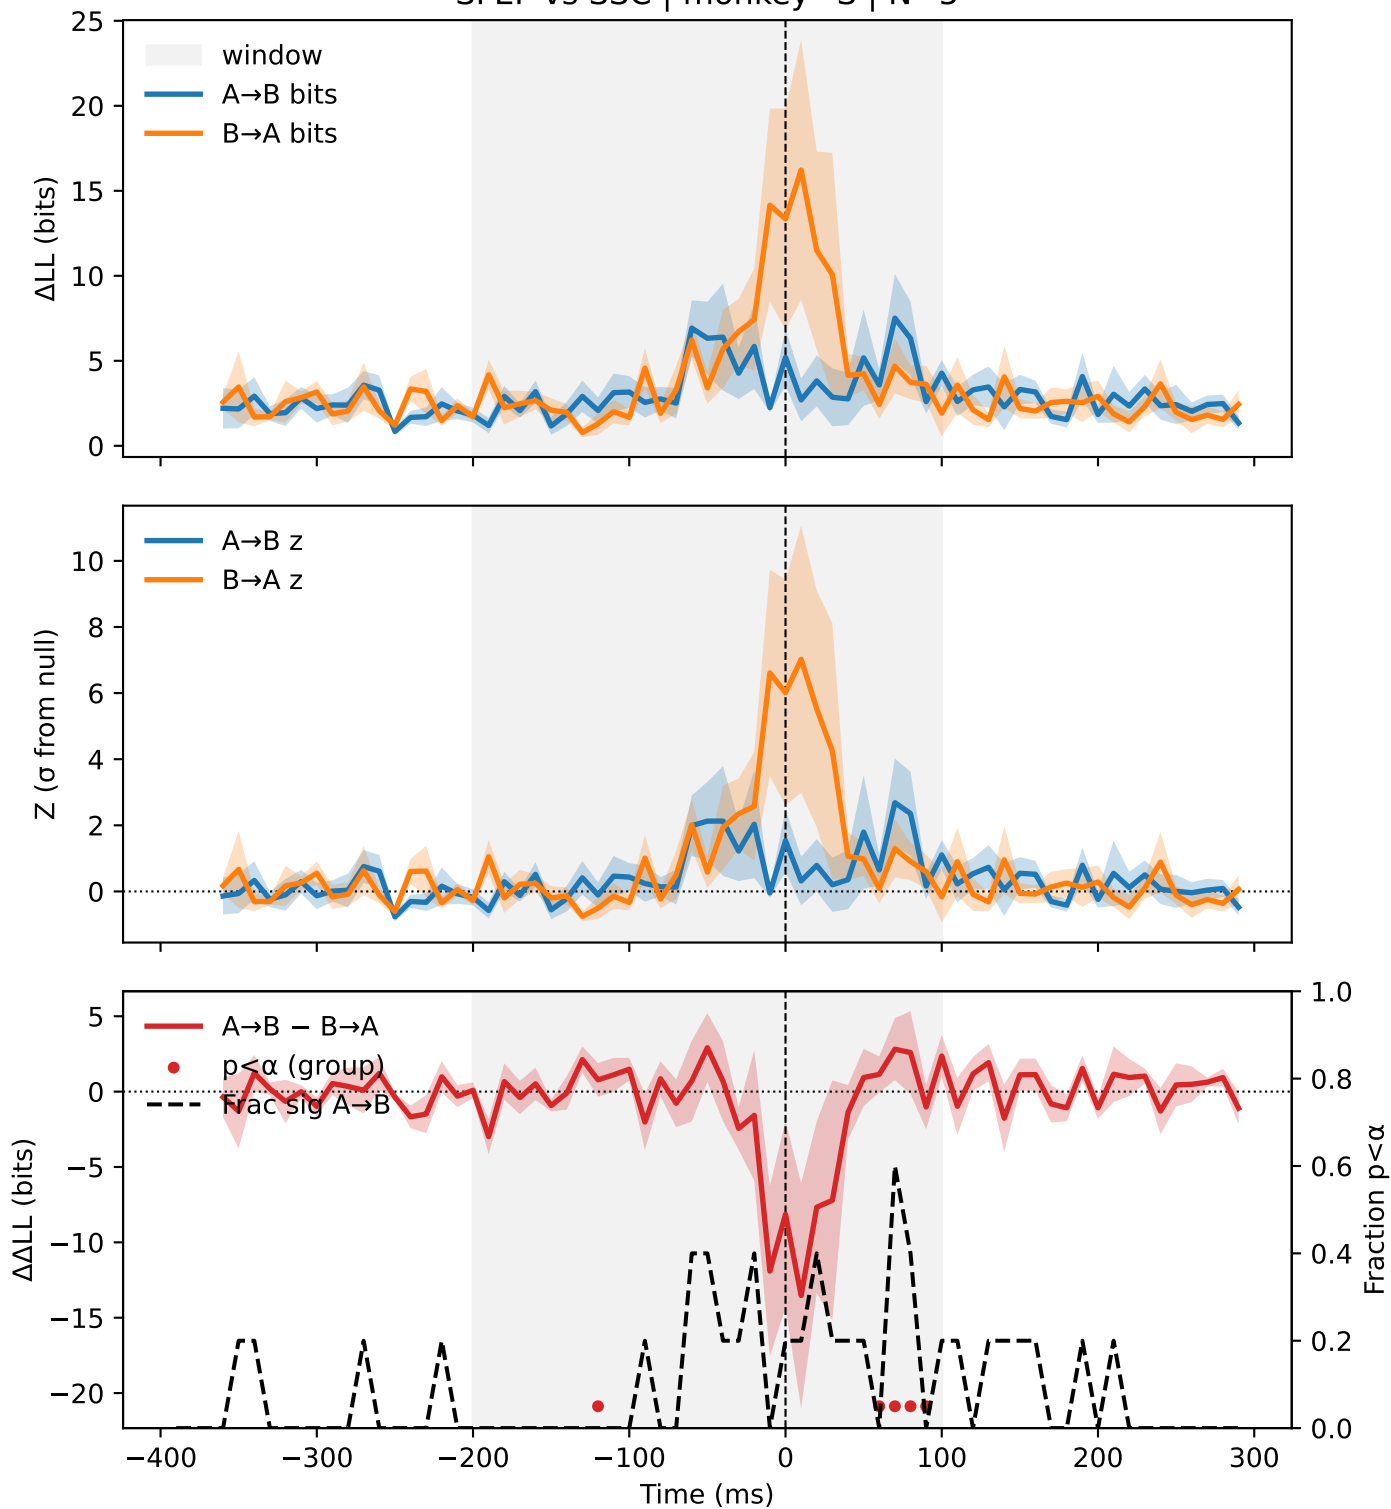 25
20
15
10
5
0
ΔLL (bits)
window
A→B bits
B→A bits
10
8
6
4
2
0
Z (σ from null)
A→B z
B→A z
5
0
−5
−10
−15
−20
ΔΔLL (bits)
A→B − B→A
p<α (group)
Frac sig A→B
1.0
0.8
0.6
0.4
0.2
0.0
Fraction p<α
−400 −300 −200 −100 0 100 200 300
Time (ms)